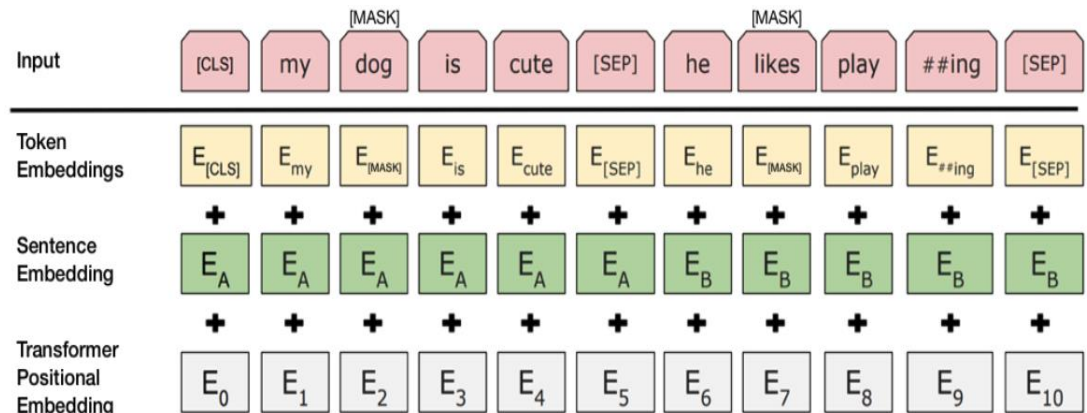 [MASK] [MASK]
Input [CLS] my dog is cute [SEP] he likes play ##ing [SEP]
Token
Embeddings
E[CLS] Emy E[MASK] Eis Ecute E[SEP] Ehe E[MASK] Eplay E##ing E[SEP]
+ + + + + + + + + + +
Sentence
Embedding
EA EA EA EA EA EA EB EB EB EB EB
+ + + + + + + + + + +
Transformer
Positional
Embedding
E0 E1 E2 E3 E4 E5 E6 E7 E8 E9 E10